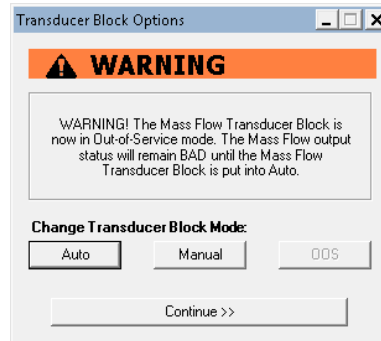 Transducer Block Options
WARNING
WARNING! The Mass Flow Transducer Block is
now in Out-of-Service mode. The Mass Flow output
status will remain BAD until the Mass Flow
Transducer Block is put into Auto.
Change Transducer Block Mode:
Auto Manual OOS
Continue >>